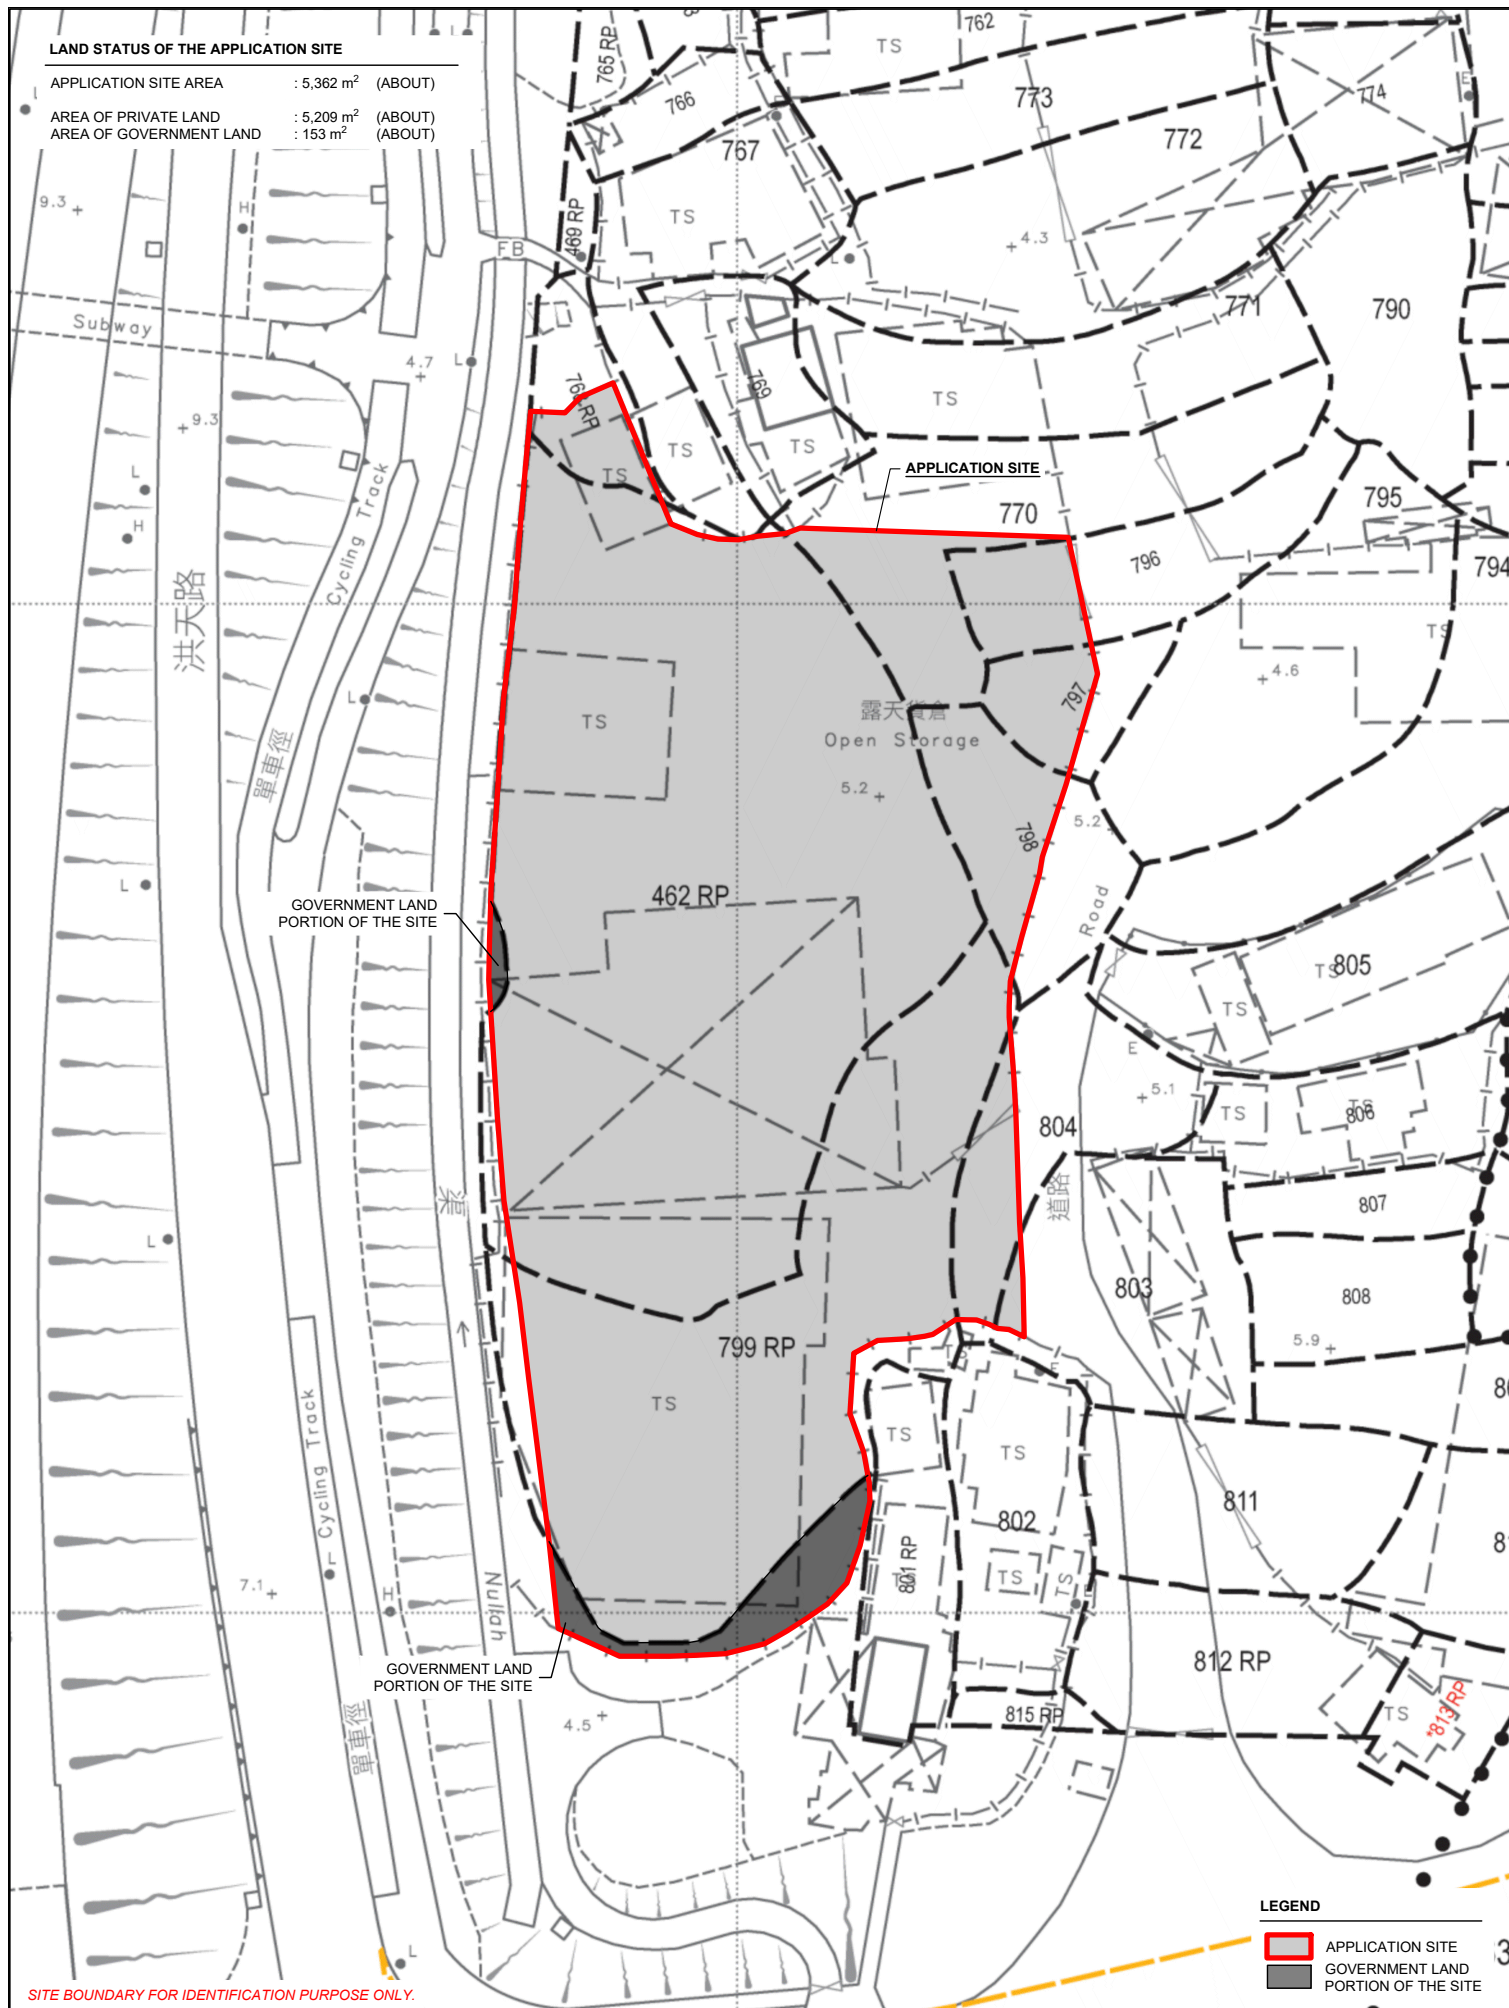 LAND STATUS OF THE APPLICATION SITE
APPLICATION SITE AREA : 5,362 m² (ABOUT)
AREA OF PRIVATE LAND : 5,209 m² (ABOUT)
AREA OF GOVERNMENT LAND : 153 m² (ABOUT)
762
TS
765 RP
766
773
774
E
772
767
9.3
H
469 RP
TS
4.3
FB
L
Subway
771
790
4.7
L
769
768 RP
TS
9.3
TS
TS
TS
APPLICATION SITE
L
Cycling Track
770
795
H
796
794
洪天路
TS
4.6
L
797
TS
露天貨倉
Open Storage
單車徑
5.2
798
5.2
L
462 RP
GOVERNMENT LAND
PORTION OF THE SITE
Road
TS
805
TS
E
5.1
804
TS
TS
806
道路
807
L
803
808
799 RP
5.9
TS
E
TS
Cycling Track
TS
TS
811
802
801 RP
TS
TS
TS
L
7.1
H
Nullah
GOVERNMENT LAND
PORTION OF THE SITE
812 RP
4.5
815 RP
TS
*813 RP
單車徑
L
LEGEND
APPLICATION SITE
GOVERNMENT LAND
PORTION OF THE SITE
SITE BOUNDARY FOR IDENTIFICATION PURPOSE ONLY.